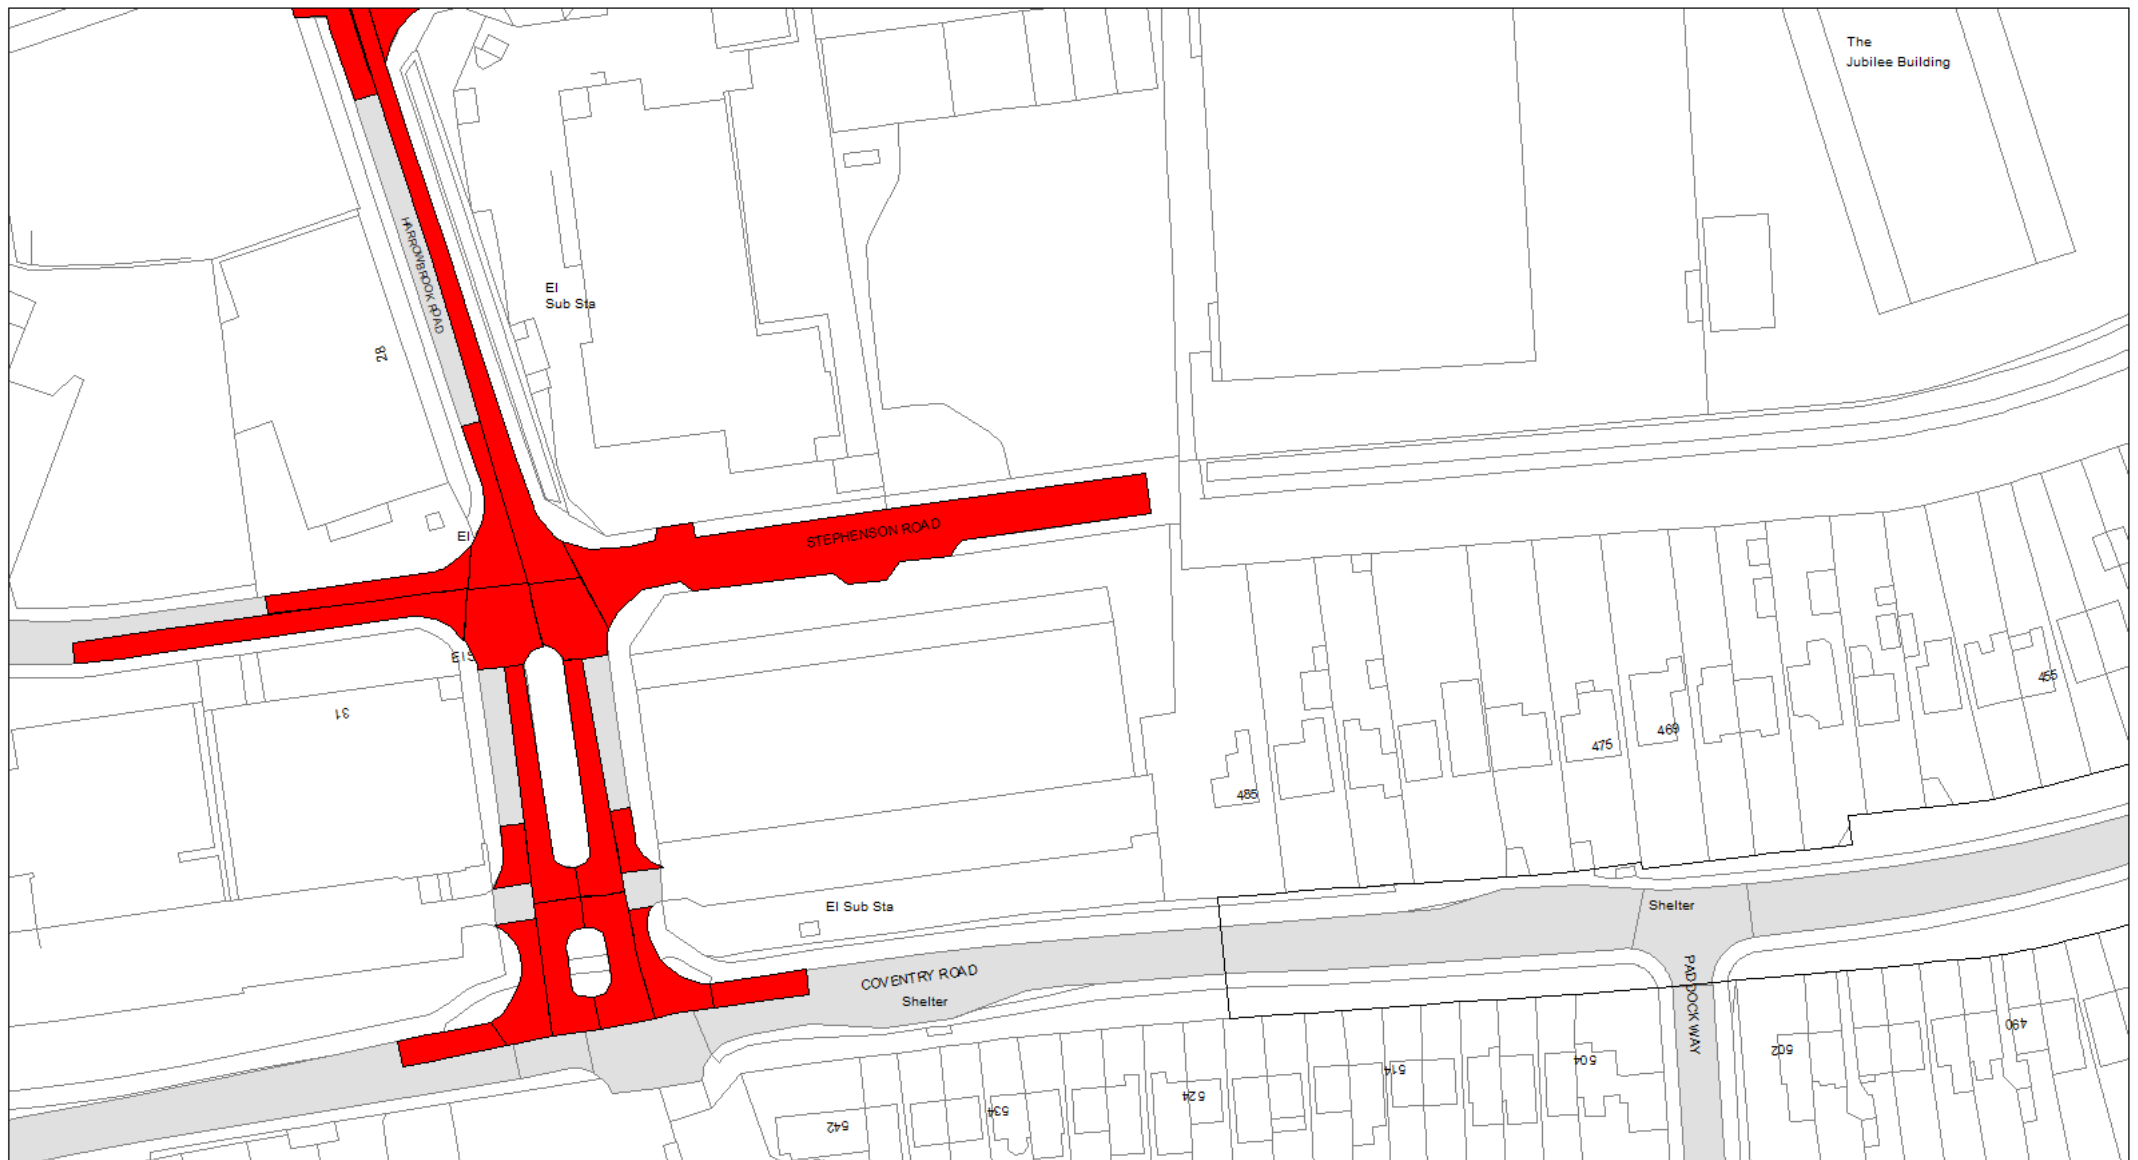 The
Jubilee Building
HARROWBROOK ROAD
El
Sub Sta
28
STEPHENSON ROAD
El
El S
31
455
469
475
485
El Sub Sta
Shelter
COVENTRY ROAD
Shelter
PADDOCK WAY
490
502
504
514
524
534
542